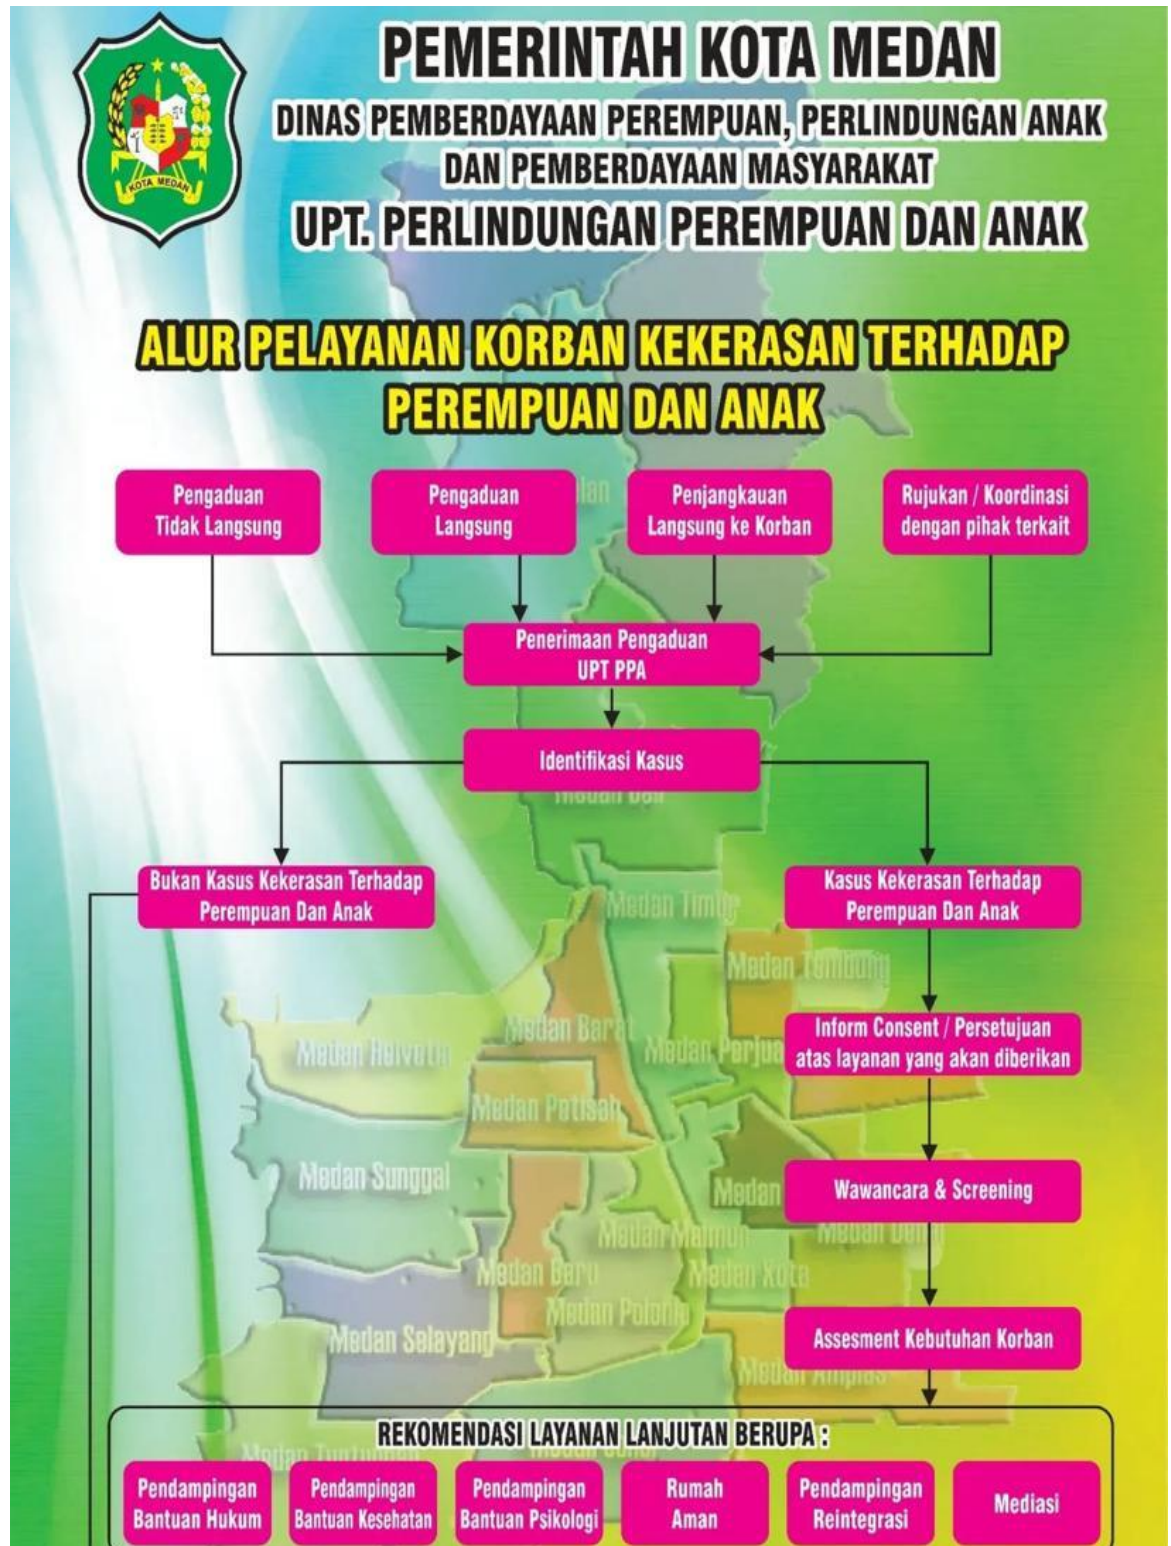 PEMERINTAH KOTA MEDAN
DINAS PEMBERDAYAAN PEREMPUAN, PERLINDUNGAN ANAK
DAN PEMBERDAYAAN MASYARAKAT
UPT. PERLINDUNGAN PEREMPUAN DAN ANAK
KOTA MEDAN
ALUR PELAYANAN KORBAN KEKERASAN TERHADAP
PEREMPUAN DAN ANAK
Pengaduan
Tidak Langsung
Pengaduan
Langsung
Penjangkauan
Langsung ke Korban
Rujukan / Koordinasi
dengan pihak terkait
Penerimaan Pengaduan
UPT PPA
Identifikasi Kasus
Bukan Kasus Kekerasan Terhadap
Perempuan Dan Anak
Kasus Kekerasan Terhadap
Perempuan Dan Anak
Medan Timur
Medan Tembung
Inform Consent / Persetujuan
atas layanan yang akan diberikan
Medan Barat
Medan Helvetia
Medan Perjua
Medan Petisah
Medan Sunggal
Medan
Wawancara & Screening
Medan Maimun
Medan Baru
Medan Kota
Medan Polonia
Medan Selayang
Assesment Kebutuhan Korban
Medan Amplas
REKOMENDASI LAYANAN LANJUTAN BERUPA :
Pendampingan
Bantuan Hukum
Pendampingan
Bantuan Kesehatan
Pendampingan
Bantuan Psikologi
Rumah
Aman
Pendampingan
Reintegrasi
Mediasi